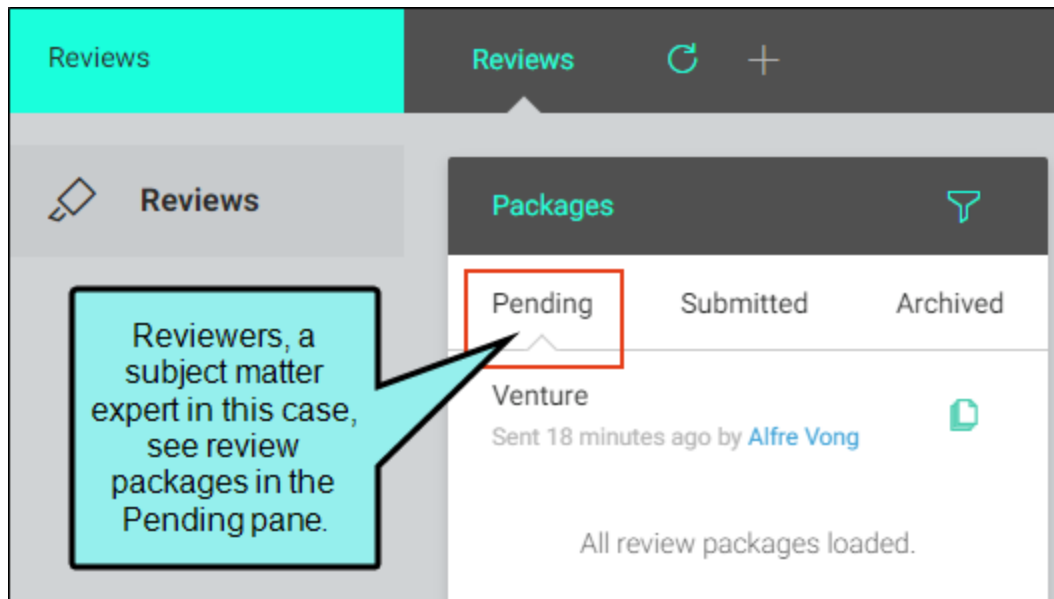 Reviews
Reviews
Reviews
Packages
Pending Submitted Archived
Venture
Sent 18 minutes ago by Alfre Vong
All review packages loaded.
Reviewers, a
subject matter
expert in this case,
see review
packages in the
Pending pane.